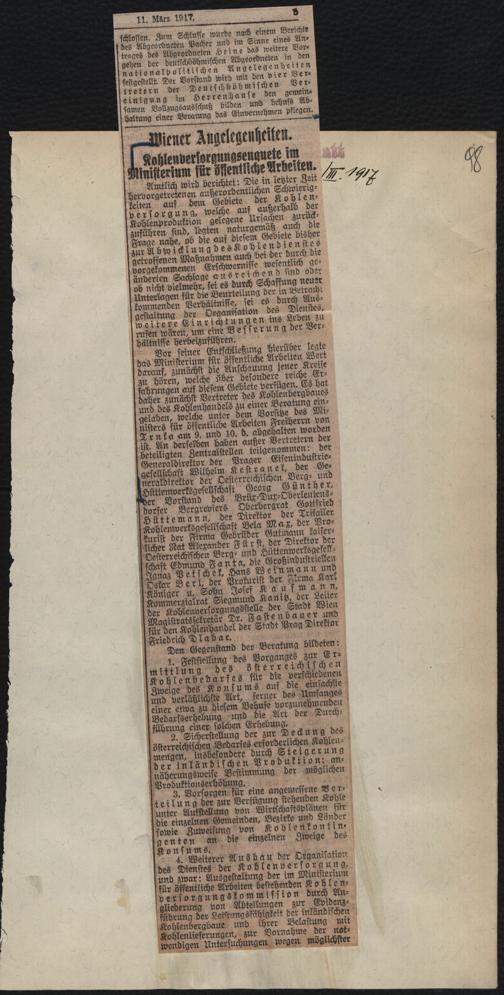 11. März 1917.
5
schlossen. Zum Schlusse wurde nach einem Berichte
des Abgeordneten Pacher und im Sinne eines An-
trages des Abgeordneten Heine das weitere Vor-
gehen der deutschböhmischen Abgeordneten in den
nationalpolitischen Angelegenheiten
festgestellt. Der Vorstand wird mit den vier Ver-
tretern der Deutschböhmischen Ver-
einigung im Herrenhause den gemein-
samen Vollzugsausschuß bilden und behufs Ab-
haltung einer Beratung das Einvernehmen pflegen.
Wiener Angelegenheiten.
Kohlenversorgungsenquete im
Ministerium für öffentliche Arbeiten.
/III 1917
98
Amtlich wird berichtet: Die in letzter Zeit
hervorgetretenen außerordentlichen Schwierig-
keiten auf dem Gebiete der Kohlen-
versorgung, welche auf außerhalb der
Kohlenproduktion gelegene Ursachen zurück-
zuführen sind, legten naturgemäß auch die
Frage nahe, ob die auf diesem Gebiete bisher
zur Abwicklung des Kohlendienstes
getroffenen Maßnahmen auch bei der durch die
vorgekommenen Erschwernisse wesentlich ge-
änderten Sachlage ausreichend sind oder
ob nicht vielmehr, sei es durch Schaffung neuer
Unterlagen für die Beurteilung der in Betracht
kommenden Verhältnisse, sei es durch Aus-
gestaltung der Organisation des Dienstes,
weitere Einrichtungen ins Leben zu
rufen wären, um eine Besserung der Ver-
hältnisse herbeizuführen.
Vor seiner Entschließung hierüber legte
das Ministerium für öffentliche Arbeiten Wert
darauf, zunächst die Anschauung jener Kreise
zu hören, welche über besonders reiche Er-
fahrungen auf diesem Gebiete verfügen. Es hat
daher zunächst Vertreter des Kohlenbergbaues
und des Kohlenhandels zu einer Beratung ein-
geladen, welche unter dem Vorsitze des Mi-
nisters für öffentliche Arbeiten Freiherrn von
Trnka am 9. und 10. d. abgehalten worden
ist. An derselben haben außer Vertretern der
beteiligten Zentralstellen teilgenommen: der
Generaldirektor der Prager Eisenindustrie-
gesellschaft Wilhelm Kestranek, der Ge-
neraldirektor der Oesterreichischen Berg- und
Hüttenwerksgesellschaft Georg Günther,
der Vorstand des Brüx-Dux-Oberleutens-
dorfer Bergreviers Oberbergrat Gottfried
Hüttemann, der Direktor der Trifailer
Kohlenwerksgesellschaft Bela Max, der Pro-
kurist der Firma Gebrüder Gutmann kaiser-
licher Rat Alexander Fürst, der Direktor der
Oesterreichischen Berg- und Hüttenwerksgesell-
schaft Edmund Fanta, die Großindustriellen
Ignaz Petschek, Hans Weinmann und
Oskar Berl, der Prokurist der Firma Karl
Königer u. Sohn Josef Kaufmann,
Kommerzialrat Siegmund Kanitz, der Leiter
der Kohlenversorgungsstelle der Stadt Wien
Magistratssekretär Dr. Fastenbauer und
für den Kohlenhandel der Stadt Prag Direktor
Friedrich Dlabac.
Den Gegenstand der Beratung bildeten:
1. Feststellung des Vorganges zur Er-
mittlung des österreichischen
Kohlenbedarfes für die verschiedenen
Zweige des Konsums auf die einfachste
und verläßlichste Art, ferner des Umfanges
einer etwa zu diesem Behufe vorzunehmenden
Bedarfserhebung und die Art der Durch-
führung einer solchen Erhebung.
2. Sicherstellung der zur Deckung des
österreichischen Bedarfes erforderlichen Kohlen-
mengen, insbesondere durch Steigerung
der inländischen Produktion; an-
näherungsweise Bestimmung der möglichen
Produktionserhöhung.
3. Vorsorgen für eine angemessene Ver-
teilung der zur Verfügung stehenden Kohle
unter Aufstellung von Wirtschaftsplänen für
die einzelnen Gemeinden, Bezirke und Länder
sowie Zuweisung von Kohlenkontin-
genten an die einzelnen Zweige des
Konsums.
4. Weiterer Ausbau der Organisation
des Dienstes der Kohlenversorgung,
und zwar: Ausgestaltung der im Ministerium
für öffentliche Arbeiten bestehenden Kohlen-
versorgungskommission durch An-
gliederung von Abteilungen zur Evidenz-
führung der Leistungsfähigkeit der inländischen
Kohlenbergbaue und ihrer Belastung mit
Kohlenlieferungen, zur Vornahme der not-
wendigen Untersuchungen wegen möglichster